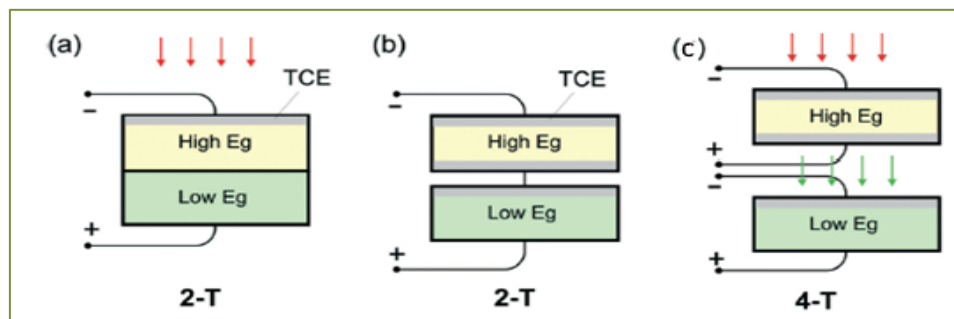 (a)
TCE
−
High Eg
Low Eg
+
2-T
(b)
TCE
−
High Eg
Low Eg
+
2-T
(c)
−
High Eg
+
−
Low Eg
+
4-T